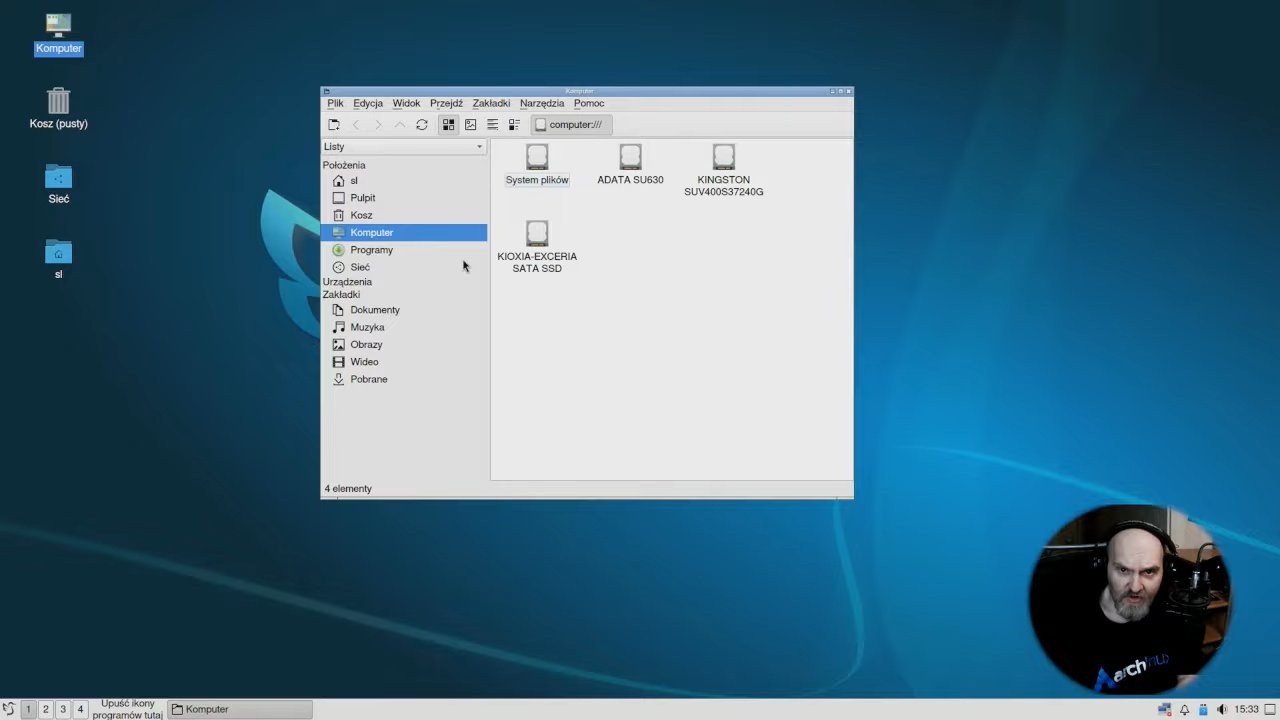 Komputer
Kosz (pusty)
Sieć
sl
Komputer
Plik Edycja Widok Przejdź Zakładki Narzędzia Pomoc
computer:///
Listy
Położenia
sl
Pulpit
Kosz
Komputer
Programy
Sieć
Urządzenia
Zakładki
Dokumenty
Muzyka
Obrazy
Wideo
Pobrane
System plików
ADATA SU630
KINGSTON
SUV400S37240G
KIOXIA-EXCERIA
SATA SSD
4 elementy
archlinux
1 2 3 4
Upuść ikony
programów tutaj
Komputer
15:33